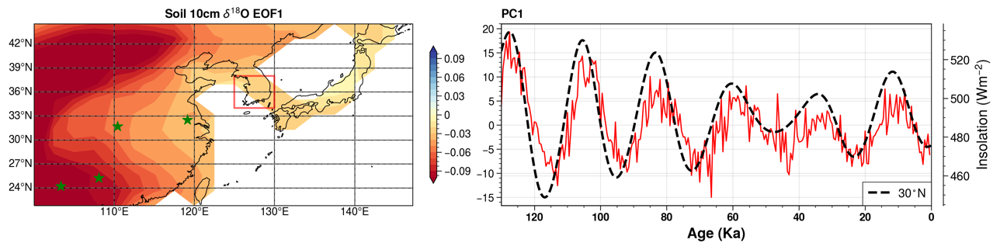 Soil 10cm δ¹⁸O EOF1
42°N
39°N
36°N
33°N
30°N
27°N
24°N
110°E
120°E
130°E
140°E
0.09
0.06
0.03
0
−0.03
−0.06
−0.09
PC1
20
15
10
5
0
−5
−10
−15
120
100
80
60
40
20
0
Age (Ka)
30°N
520
500
480
460
Insolation (Wm⁻²)